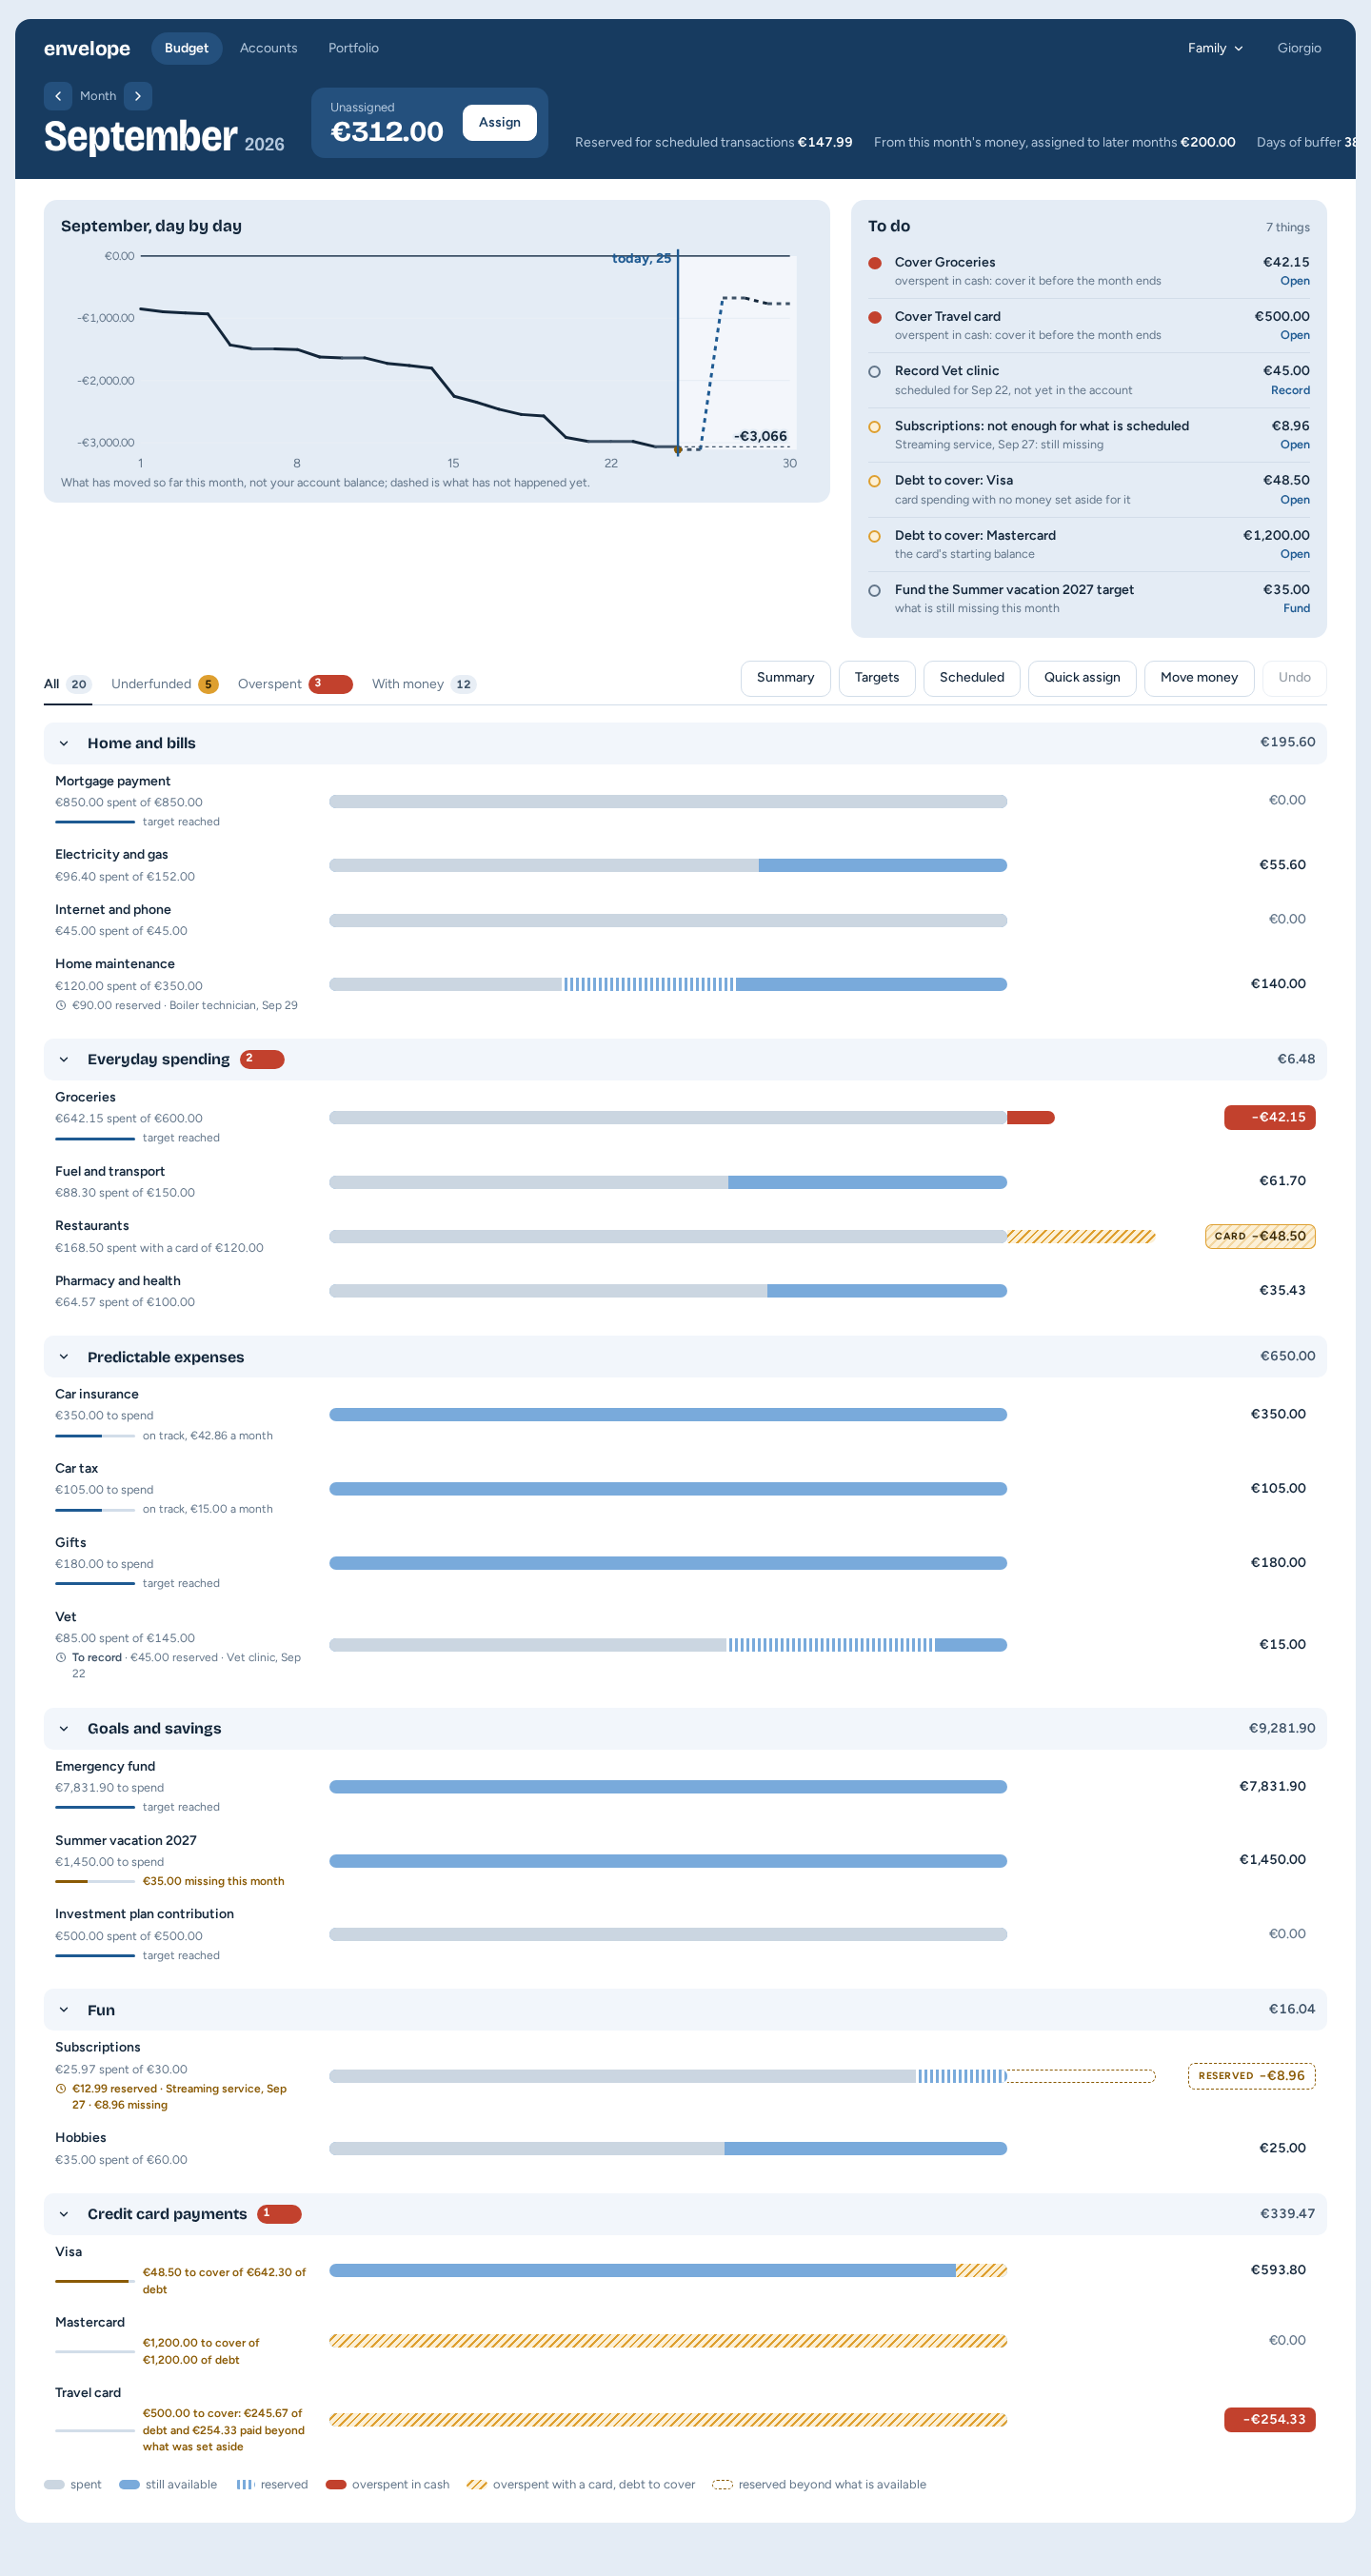 envelope Budget Accounts Portfolio Family Giorgio
Month
September 2026
Unassigned
€312.00
Assign
Reserved for scheduled transactions €147.99 From this month's money, assigned to later months €200.00 Days of buffer 38
September, day by day
€0.00
-€1,000.00
-€2,000.00
-€3,000.00
today, 25
-€3,066
1 8 15 22 30
What has moved so far this month, not your account balance; dashed is what has not happened yet.
To do 7 things
Cover Groceries €42.15
overspent in cash: cover it before the month ends Open
Cover Travel card €500.00
overspent in cash: cover it before the month ends Open
Record Vet clinic €45.00
scheduled for Sep 22, not yet in the account Record
Subscriptions: not enough for what is scheduled €8.96
Streaming service, Sep 27: still missing Open
Debt to cover: Visa €48.50
card spending with no money set aside for it Open
Debt to cover: Mastercard €1,200.00
the card's starting balance Open
Fund the Summer vacation 2027 target €35.00
what is still missing this month Fund
All 20 Underfunded 5 Overspent 3 With money 12
Summary Targets Scheduled Quick assign Move money Undo
Home and bills €195.60
Mortgage payment
€850.00 spent of €850.00 €0.00
target reached
Electricity and gas
€96.40 spent of €152.00 €55.60
Internet and phone
€45.00 spent of €45.00 €0.00
Home maintenance
€120.00 spent of €350.00 €140.00
€90.00 reserved · Boiler technician, Sep 29
Everyday spending 2 €6.48
Groceries
€642.15 spent of €600.00 -€42.15
target reached
Fuel and transport
€88.30 spent of €150.00 €61.70
Restaurants
€168.50 spent with a card of €120.00 CARD -€48.50
Pharmacy and health
€64.57 spent of €100.00 €35.43
Predictable expenses €650.00
Car insurance
€350.00 to spend €350.00
on track, €42.86 a month
Car tax
€105.00 to spend €105.00
on track, €15.00 a month
Gifts
€180.00 to spend €180.00
target reached
Vet
€85.00 spent of €145.00 €15.00
To record · €45.00 reserved · Vet clinic, Sep
22
Goals and savings €9,281.90
Emergency fund
€7,831.90 to spend €7,831.90
target reached
Summer vacation 2027
€1,450.00 to spend €1,450.00
€35.00 missing this month
Investment plan contribution
€500.00 spent of €500.00 €0.00
target reached
Fun €16.04
Subscriptions
€25.97 spent of €30.00 RESERVED -€8.96
€12.99 reserved · Streaming service, Sep
27 · €8.96 missing
Hobbies
€35.00 spent of €60.00 €25.00
Credit card payments 1 €339.47
Visa
€48.50 to cover of €642.30 of
debt
€593.80
Mastercard
€1,200.00 to cover of
€1,200.00 of debt
€0.00
Travel card
€500.00 to cover: €245.67 of
debt and €254.33 paid beyond
what was set aside
-€254.33
spent still available reserved overspent in cash overspent with a card, debt to cover reserved beyond what is available